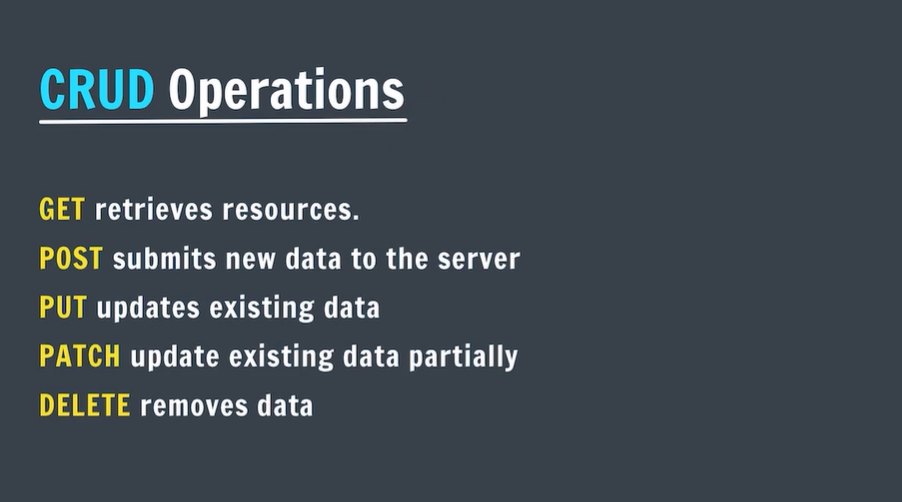 CRUD Operations
GET retrieves resources.
POST submits new data to the server
PUT updates existing data
PATCH update existing data partially
DELETE removes data